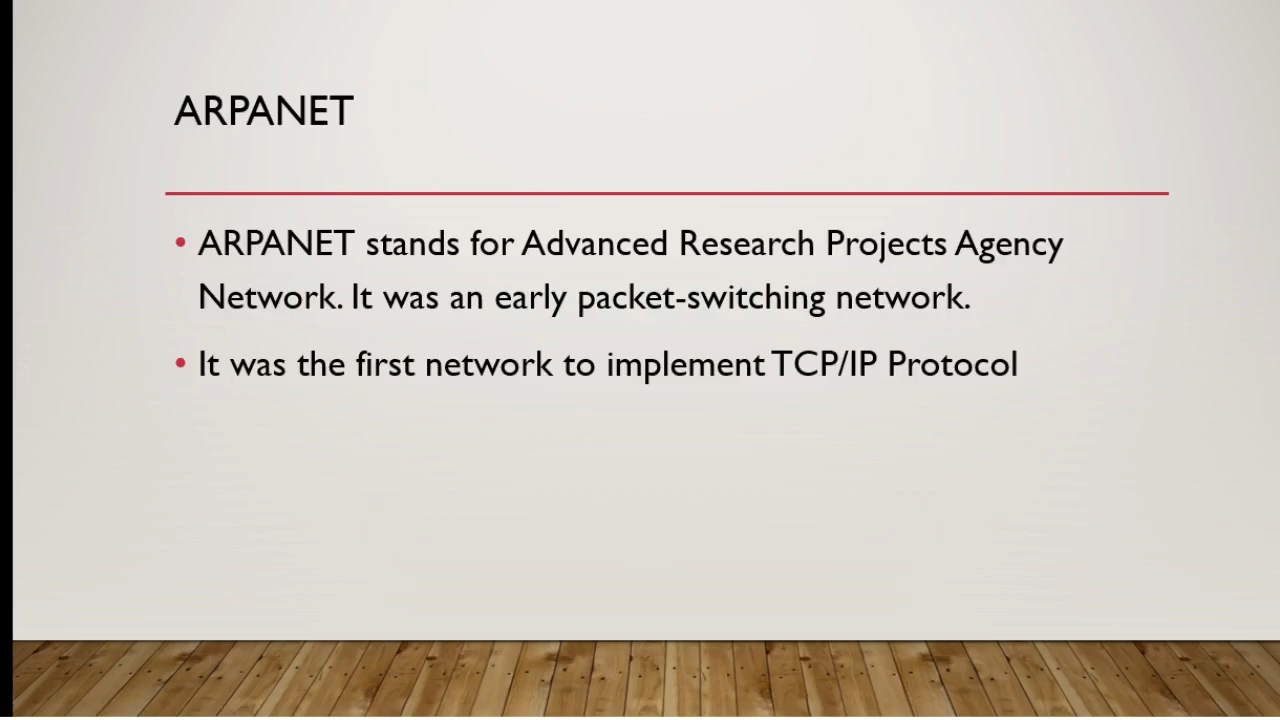 ARPANET
• ARPANET stands for Advanced Research Projects Agency
Network. It was an early packet-switching network.
• It was the first network to implement TCP/IP Protocol